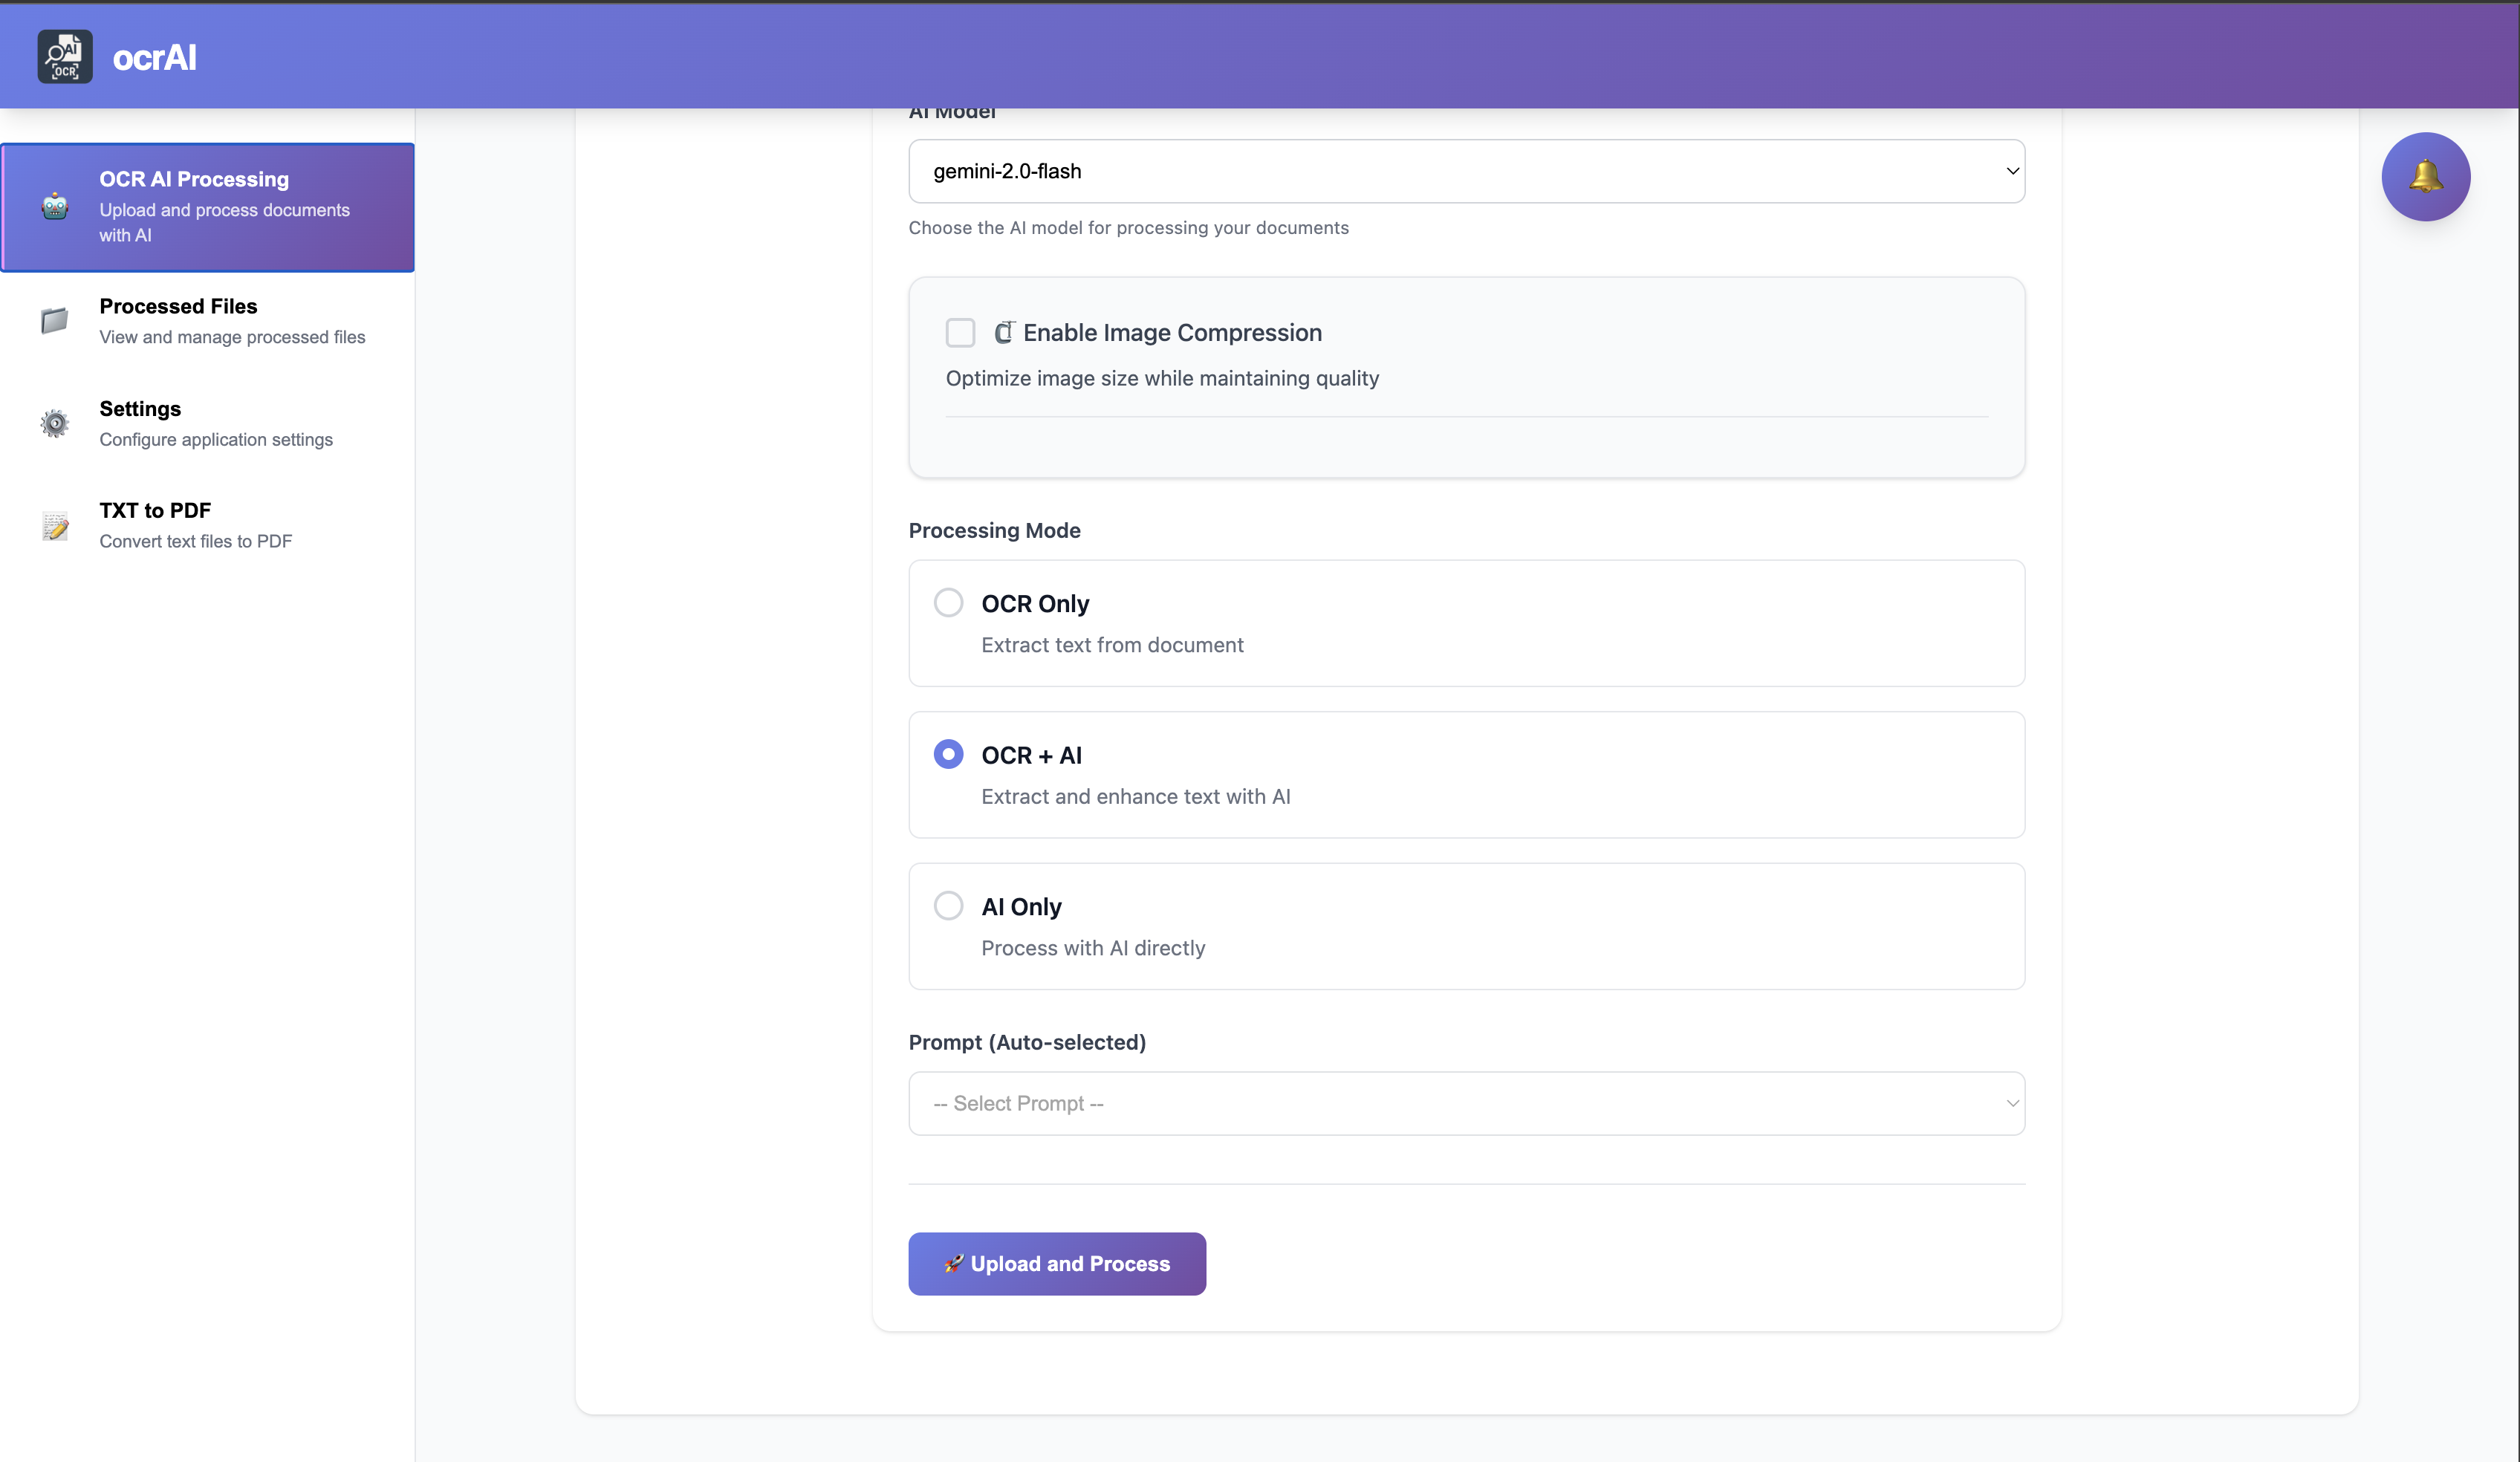 AI
OCR
ocrAI
OCR AI Processing
Upload and process documents
with AI
Processed Files
View and manage processed files
Settings
Configure application settings
TXT to PDF
Convert text files to PDF
AI Model
gemini-2.0-flash
Choose the AI model for processing your documents
Enable Image Compression
Optimize image size while maintaining quality
Processing Mode
OCR Only
Extract text from document
OCR + AI
Extract and enhance text with AI
AI Only
Process with AI directly
Prompt (Auto-selected)
-- Select Prompt --
Upload and Process